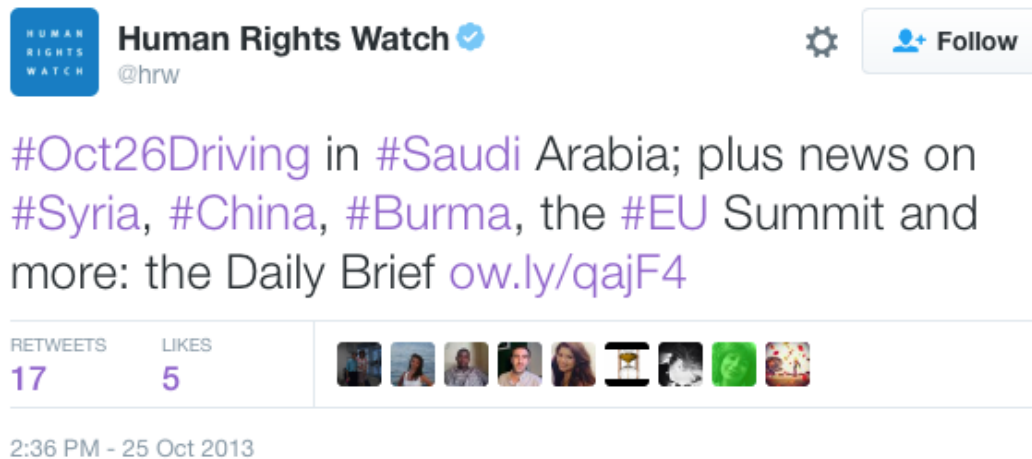 HUMAN
RIGHTS
WATCH
Human Rights Watch
@hrw
Follow
#Oct26Driving in #Saudi Arabia; plus news on
#Syria, #China, #Burma, the #EU Summit and
more: the Daily Brief ow.ly/qajF4
RETWEETS LIKES
17 5
2:36 PM - 25 Oct 2013